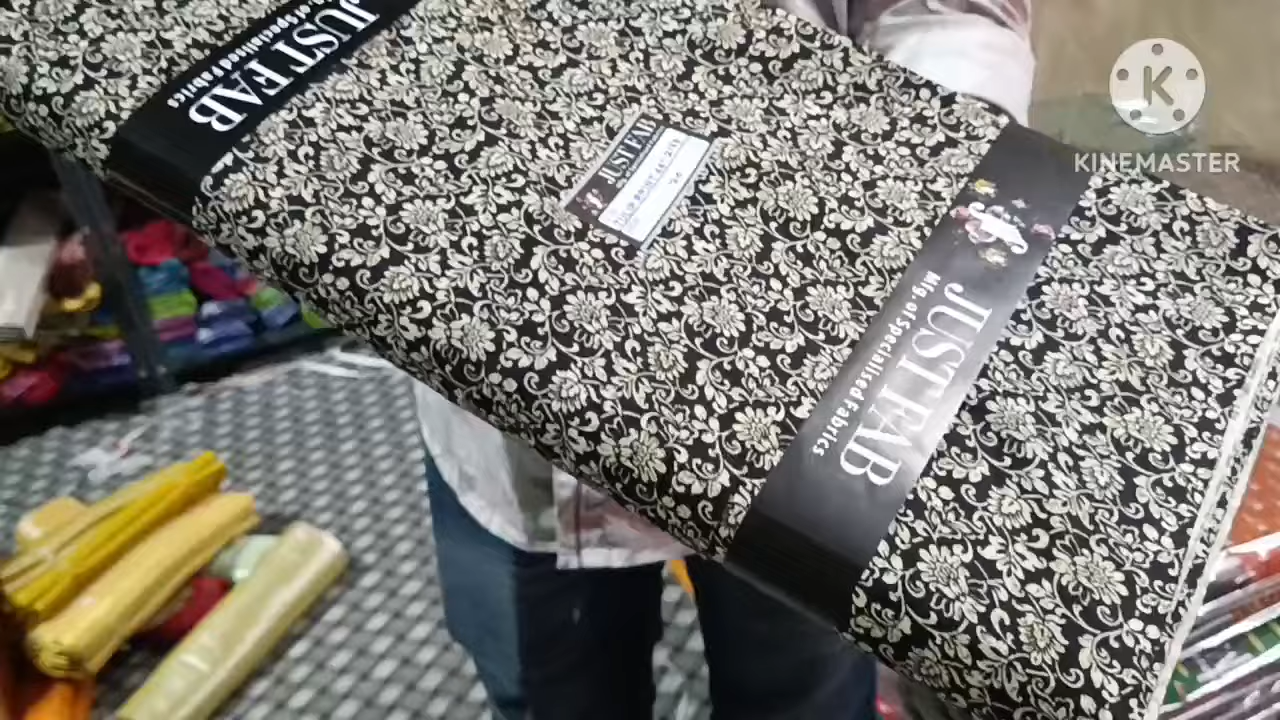 JUST FAB
Mfg of Specialised Fabrics
K
KINEMASTER
JUST FAB
JUST FAB
Mfg of Specialised Fabrics